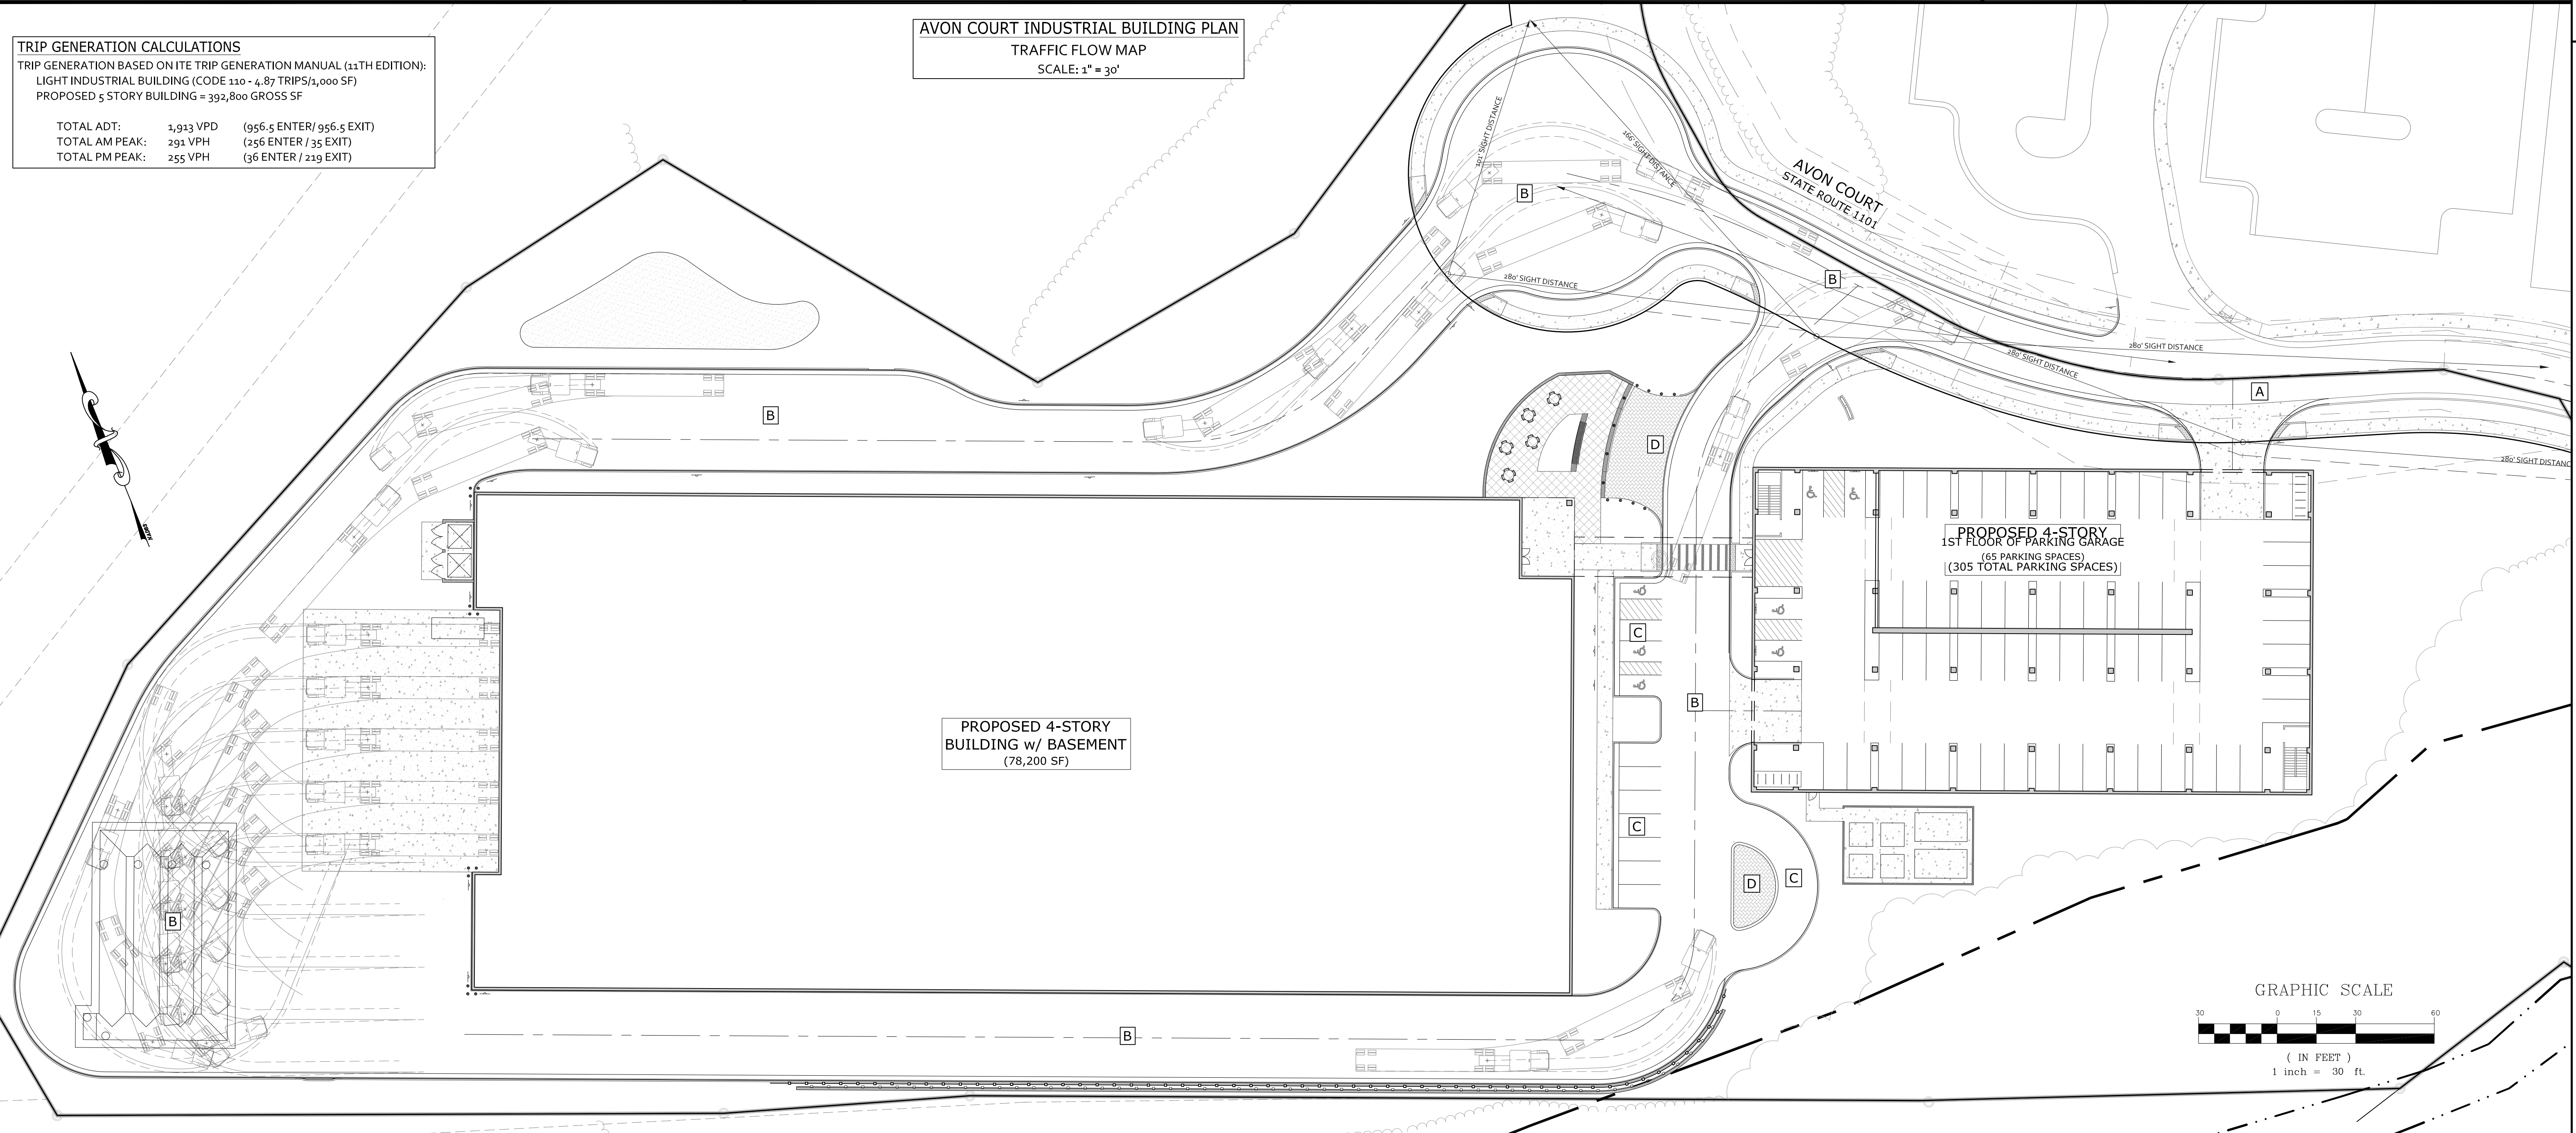 TRIP GENERATION CALCULATIONS
TRIP GENERATION BASED ON ITE TRIP GENERATION MANUAL (11TH EDITION):
LIGHT INDUSTRIAL BUILDING (CODE 110 - 4.87 TRIPS/1,000 SF)
PROPOSED 5 STORY BUILDING = 392,800 GROSS SF
TOTAL ADT: 1,913 VPD (956.5 ENTER/ 956.5 EXIT)
TOTAL AM PEAK: 291 VPH (256 ENTER / 35 EXIT)
TOTAL PM PEAK: 255 VPH (36 ENTER / 219 EXIT)
AVON COURT INDUSTRIAL BUILDING PLAN
TRAFFIC FLOW MAP
SCALE: 1" = 30'
101' SIGHT DISTANCE
166' SIGHT DISTANCE
AVON COURT
STATE ROUTE 1101
B
B
280' SIGHT DISTANCE
280' SIGHT DISTANCE
280' SIGHT DISTANCE
A
B
D
280' SIGHT DISTANC
PROPOSED 4-STORY
1ST FLOOR OF PARKING GARAGE
(65 PARKING SPACES)
(305 TOTAL PARKING SPACES)
C
B
PROPOSED 4-STORY
BUILDING w/ BASEMENT
(78,200 SF)
C
D
C
B
B
GRAPHIC SCALE
30 0 15 30 60
( IN FEET )
1 inch = 30 ft.